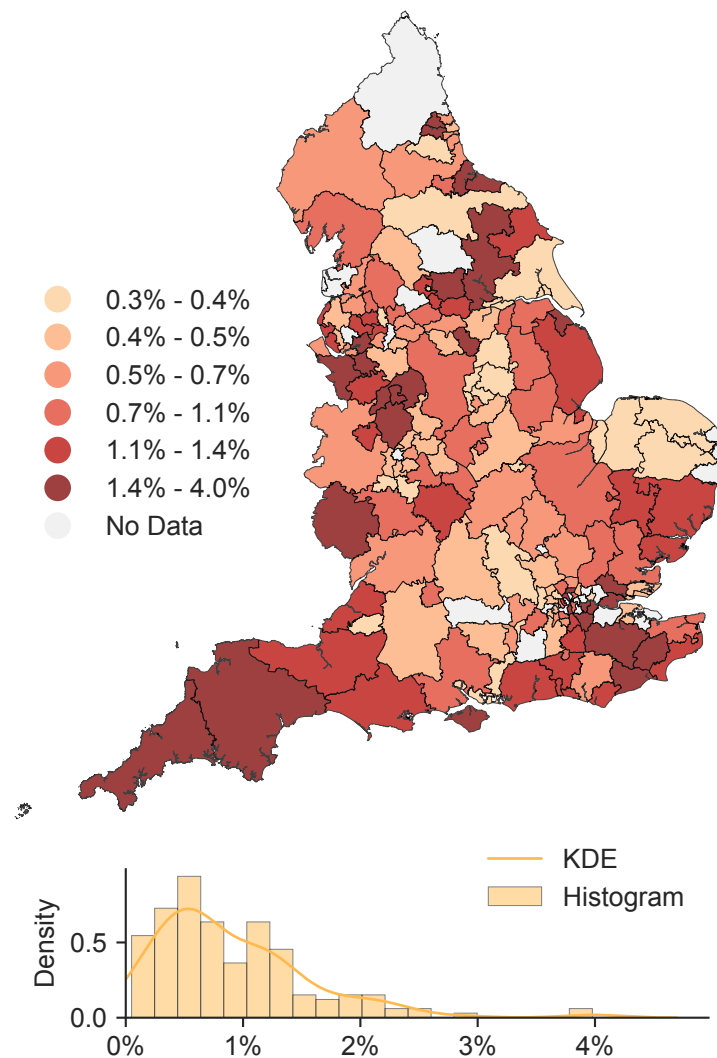 0.3% - 0.4%
0.4% - 0.5%
0.5% - 0.7%
0.7% - 1.1%
1.1% - 1.4%
1.4% - 4.0%
No Data
KDE
Histogram
Density
0.5
0.0
0% 1% 2% 3% 4%